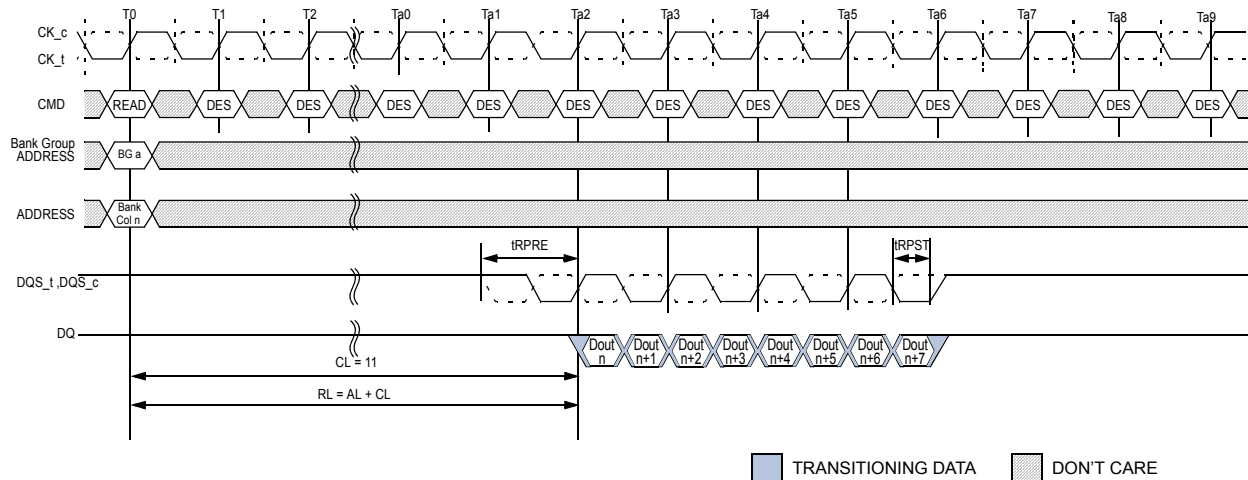 T0 T1 T2 Ta0 Ta1 Ta2 Ta3 Ta4 Ta5 Ta6 Ta7 Ta8 Ta9
CK_c
CK_t
CMD READ DES DES DES DES DES DES DES DES DES DES DES DES
Bank Group
ADDRESS
BG a
ADDRESS
Bank
Col n
tRPRE tRPST
DQS_t ,DQS_c
DQ
Dout Dout Dout Dout Dout Dout Dout Dout
n n+1 n+2 n+3 n+4 n+5 n+6 n+7
CL = 11
RL = AL + CL
TRANSITIONING DATA DON'T CARE